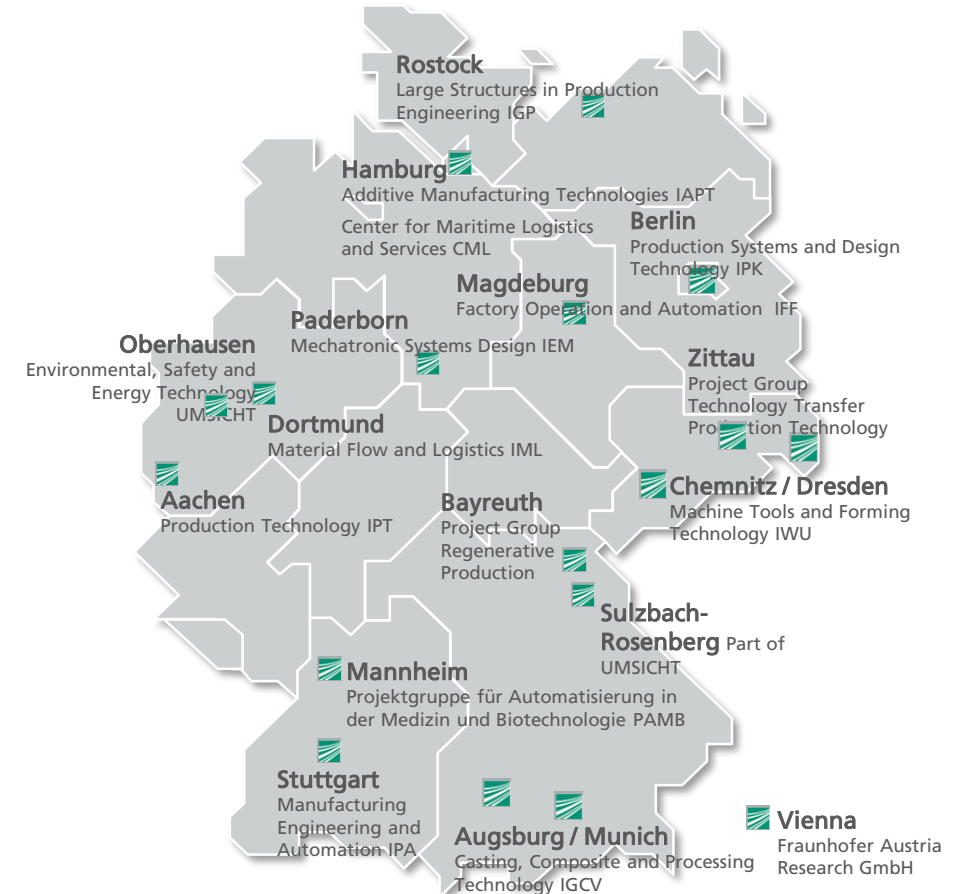 Rostock
Large Structures in Production
Engineering IGP
Hamburg
Additive Manufacturing Technologies IAPT
Center for Maritime Logistics
and Services CML
Berlin
Production Systems and Design
Technology IPK
Magdeburg
Factory Operation and Automation IFF
Paderborn
Mechatronic Systems Design IEM
Oberhausen
Environmental, Safety and
Energy Technology
UMSICHT
Zittau
Project Group
Technology Transfer
Production Technology
Dortmund
Material Flow and Logistics IML
Aachen
Production Technology IPT
Bayreuth
Project Group
Regenerative
Production
Chemnitz / Dresden
Machine Tools and Forming
Technology IWU
Sulzbach-
Rosenberg Part of
UMSICHT
Mannheim
Projektgruppe für Automatisierung in
der Medizin und Biotechnologie PAMB
Stuttgart
Manufacturing
Engineering and
Automation IPA
Augsburg / Munich
Casting, Composite and Processing
Technology IGCV
Vienna
Fraunhofer Austria
Research GmbH